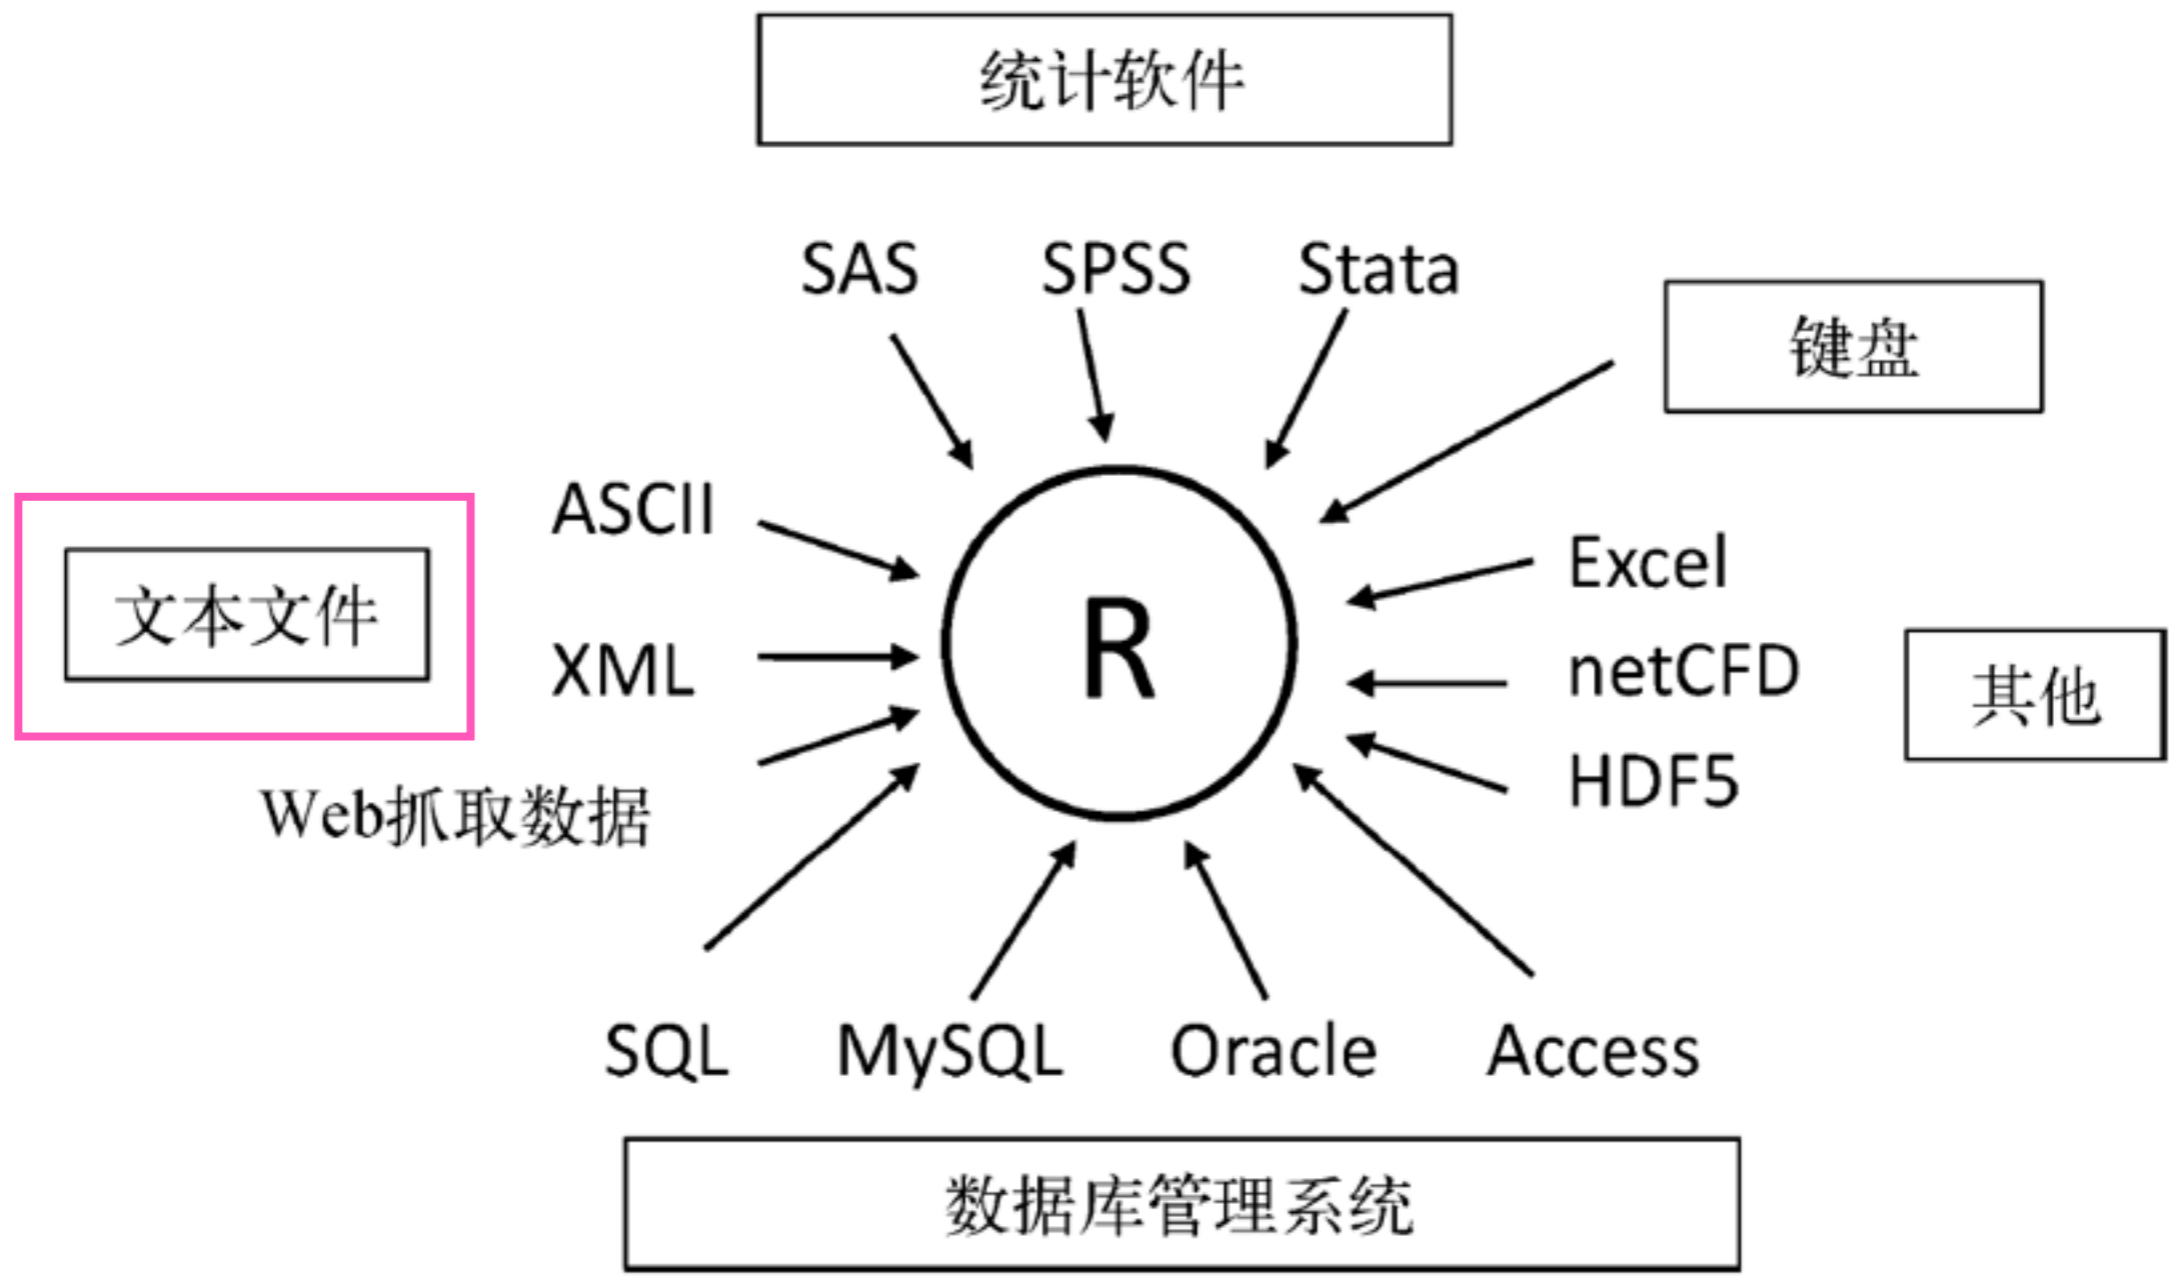 统计软件
SAS SPSS Stata
键盘
ASCII
Excel
文本文件
XML
R
netCFD
其他
HDF5
Web抓取数据
SQL MySQL Oracle Access
数据库管理系统